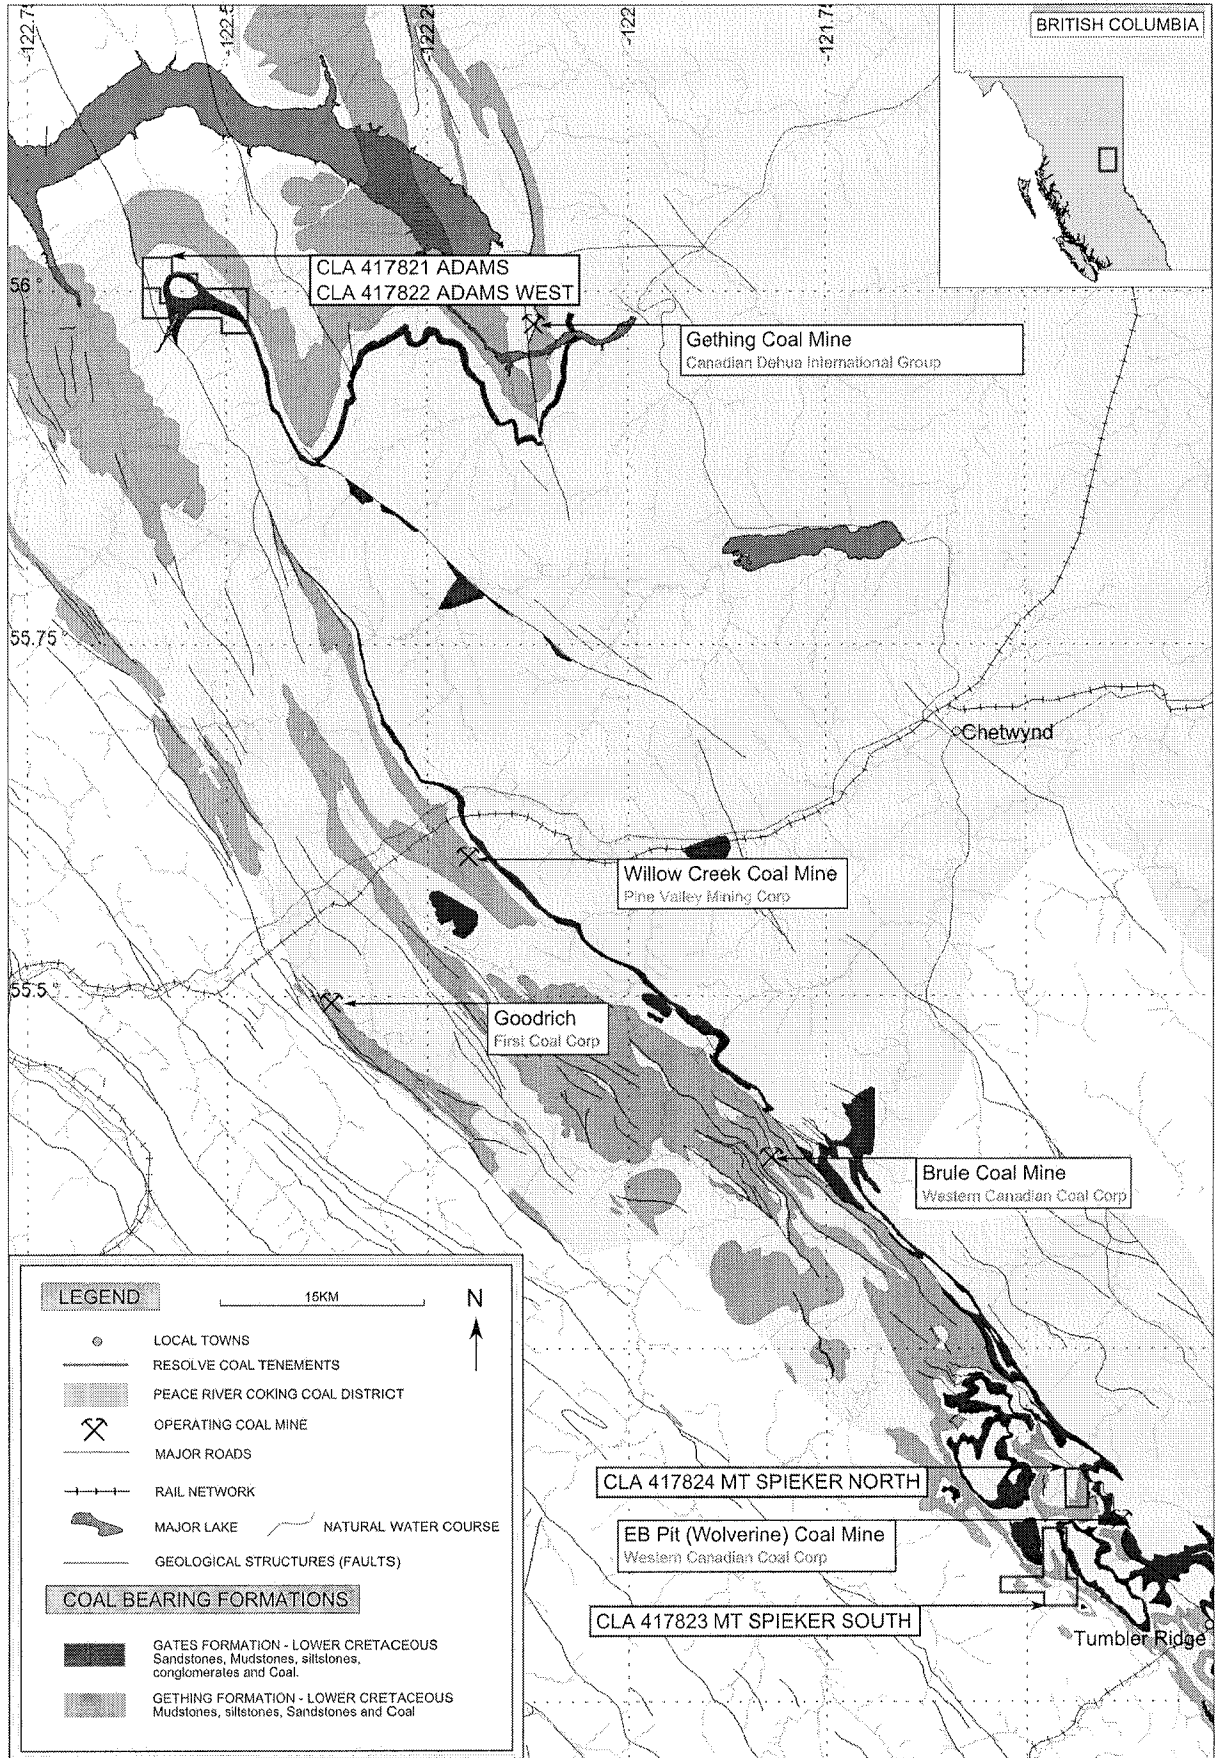 -122.75
-122.5
-122.25
-122
-121.75
BRITISH COLUMBIA
56 °
CLA 417821 ADAMS
CLA 417822 ADAMS WEST
Gething Coal Mine
Canadian Dehua International Group
55.75 °
Chetwynd
Willow Creek Coal Mine
Pine Valley Mining Corp
55.5 °
Goodrich
First Coal Corp
Brule Coal Mine
Western Canadian Coal Corp
LEGEND
15KM
N
LOCAL TOWNS
RESOLVE COAL TENEMENTS
PEACE RIVER COKING COAL DISTRICT
OPERATING COAL MINE
MAJOR ROADS
RAIL NETWORK
MAJOR LAKE
NATURAL WATER COURSE
GEOLOGICAL STRUCTURES (FAULTS)
COAL BEARING FORMATIONS
GATES FORMATION - LOWER CRETACEOUS
Sandstones, Mudstones, siltstones,
conglomerates and Coal.
GETHING FORMATION - LOWER CRETACEOUS
Mudstones, siltstones, Sandstones and Coal
CLA 417824 MT SPIEKER NORTH
EB Pit (Wolverine) Coal Mine
Western Canadian Coal Corp
CLA 417823 MT SPIEKER SOUTH
Tumbler Ridge